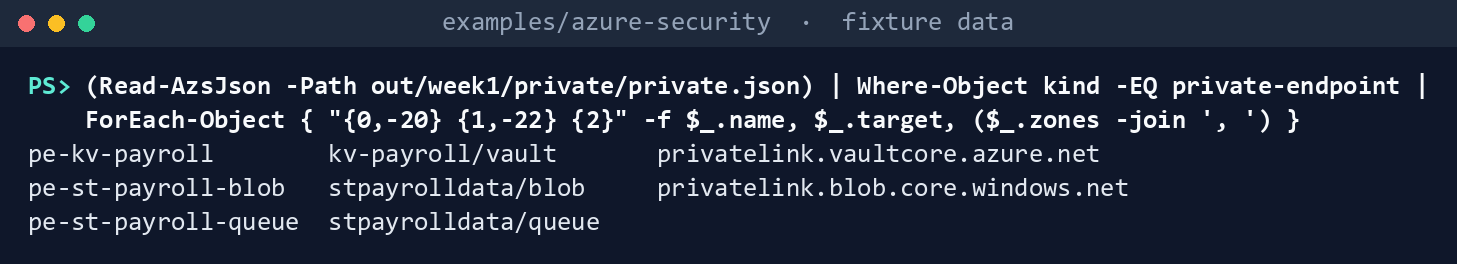 examples/azure-security · fixture data
PS> (Read-AzsJson -Path out/week1/private/private.json) | Where-Object kind -EQ private-endpoint |
    ForEach-Object { "{0,-20} {1,-22} {2}" -f $_.name, $_.target, ($_.zones -join ', ') }
pe-kv-payroll        kv-payroll/vault       privatelink.vaultcore.azure.net
pe-st-payroll-blob   stpayrolldata/blob     privatelink.blob.core.windows.net
pe-st-payroll-queue  stpayrolldata/queue